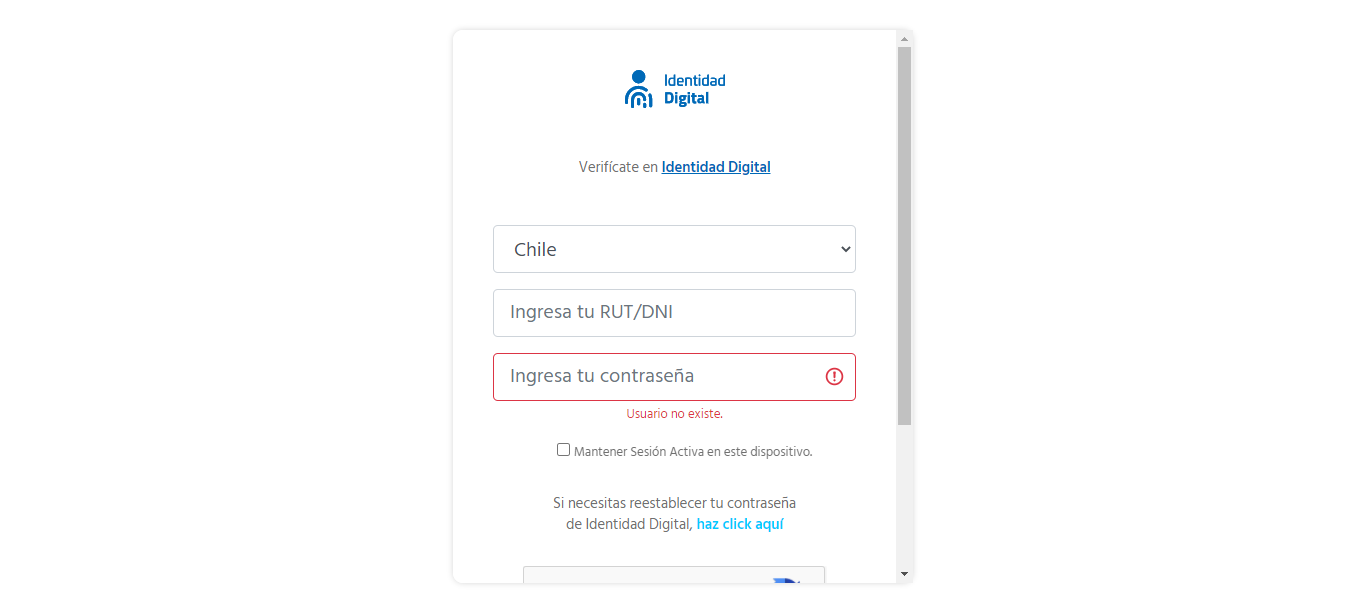 Identidad
Digital
Verifícate en Identidad Digital
Chile
Ingresa tu RUT/DNI
Ingresa tu contraseña
Usuario no existe.
Mantener Sesión Activa en este dispositivo.
Si necesitas reestablecer tu contraseña
de Identidad Digital, haz click aquí